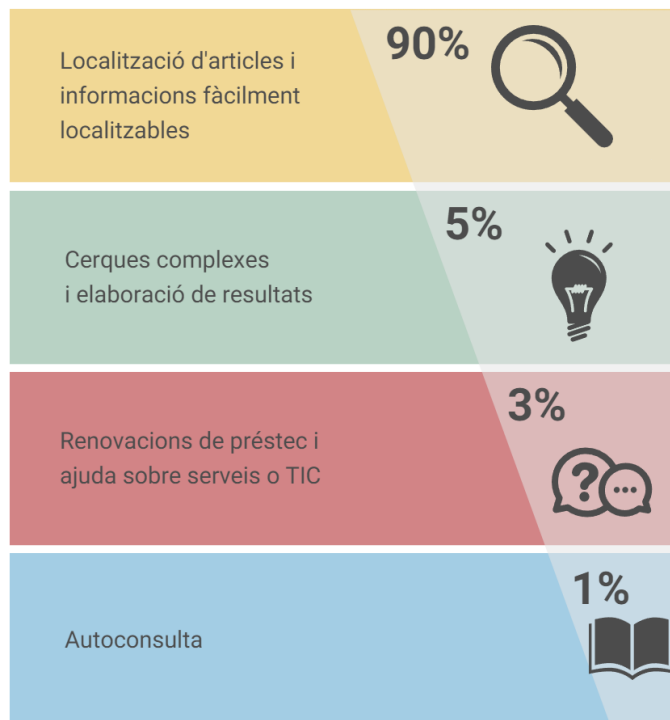 Localització d'articles i
informacions fàcilment
localitzables
90%
Cerques complexes
i elaboració de resultats
5%
Renovacions de préstec i
ajuda sobre serveis o TIC
3%
?
Autoconsulta
1%